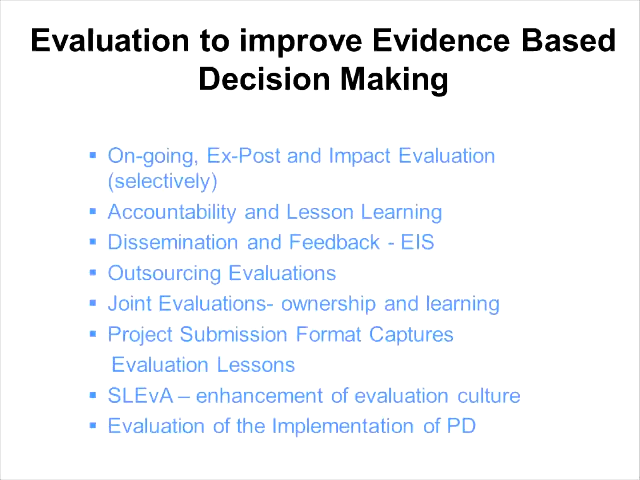 Evaluation to improve Evidence Based
Decision Making
▪ On-going, Ex-Post and Impact Evaluation
(selectively)
▪ Accountability and Lesson Learning
▪ Dissemination and Feedback - EIS
▪ Outsourcing Evaluations
▪ Joint Evaluations- ownership and learning
▪ Project Submission Format Captures
Evaluation Lessons
▪ SLEvA – enhancement of evaluation culture
▪ Evaluation of the Implementation of PD